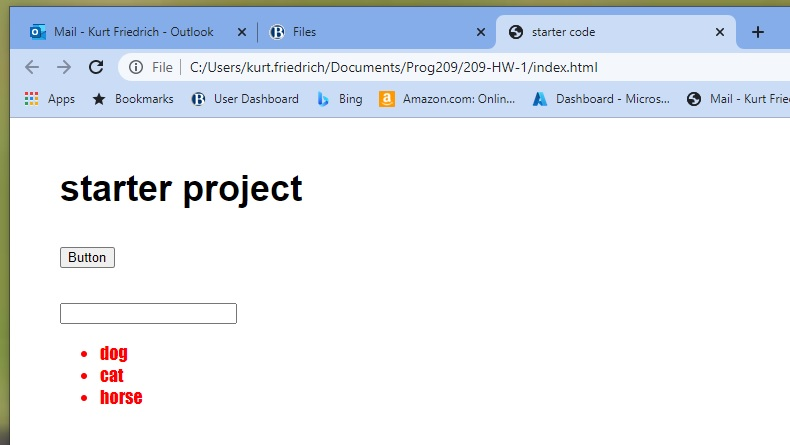 Mail - Kurt Friedrich - Outlook
Files
starter code
File | C:/Users/kurt.friedrich/Documents/Prog209/209-HW-1/index.html
Apps
Bookmarks
User Dashboard
Bing
Amazon.com: Onlin...
Dashboard - Micros...
Mail - Kurt Frie
starter project
Button
dog
cat
horse